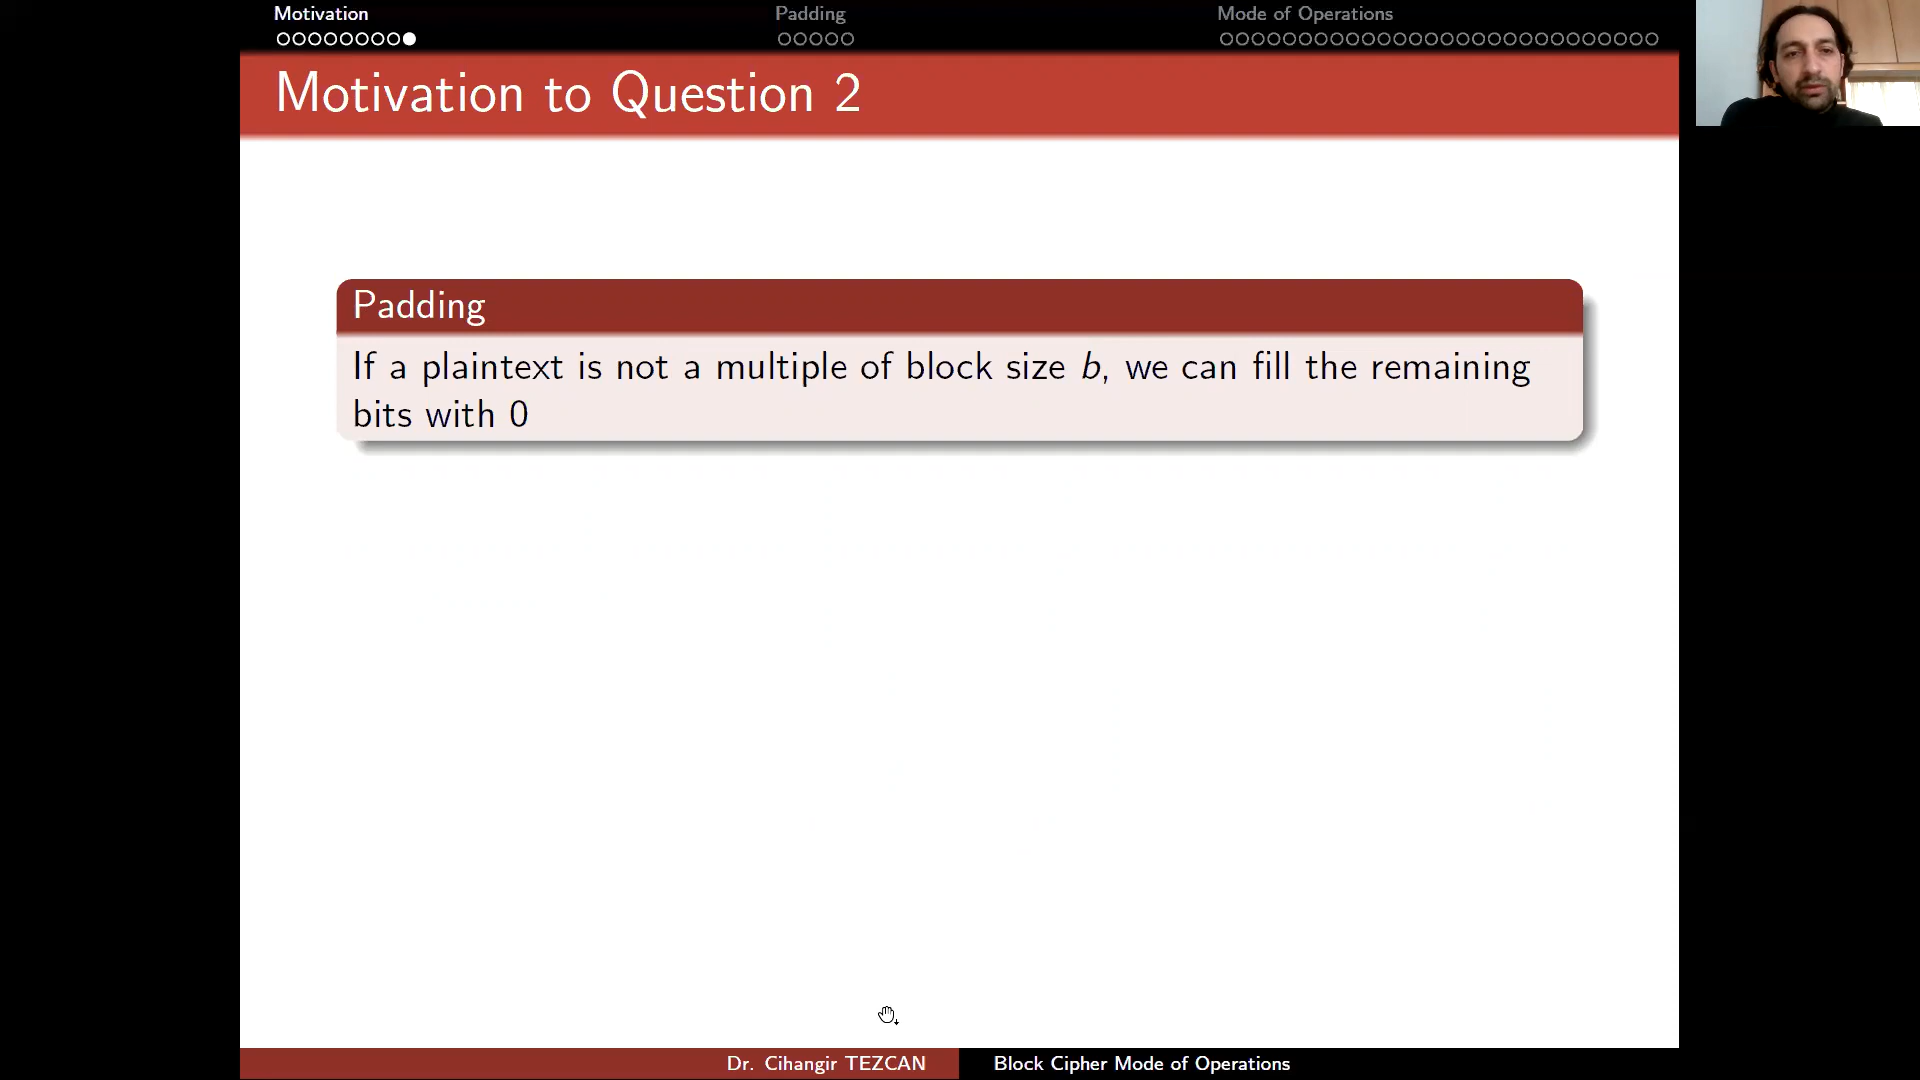 Motivation
Padding
Mode of Operations
Motivation to Question 2
Padding
If a plaintext is not a multiple of block size b, we can fill the remaining
bits with 0
Dr. Cihangir TEZCAN
Block Cipher Mode of Operations